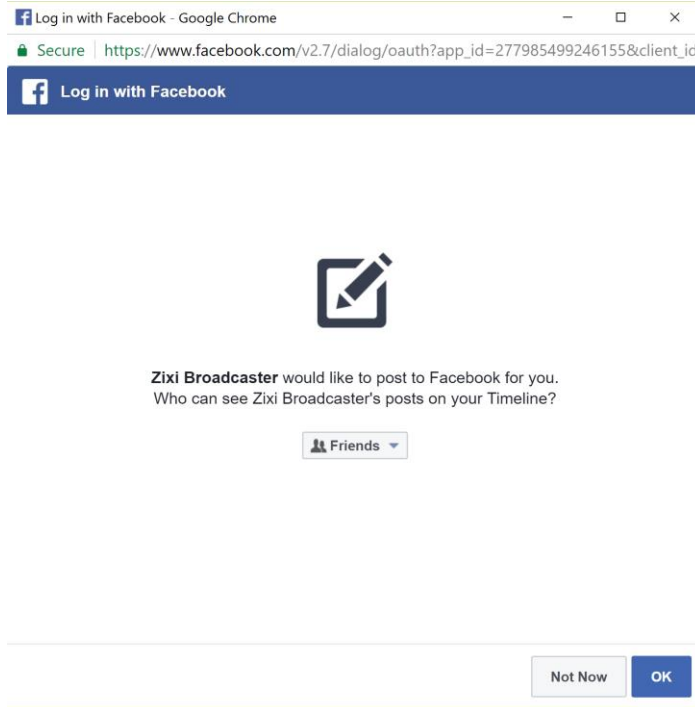 Log in with Facebook - Google Chrome
Secure https://www.facebook.com/v2.7/dialog/oauth?app_id=277985499246155&client_id
Log in with Facebook
Zixi Broadcaster would like to post to Facebook for you.
Who can see Zixi Broadcaster's posts on your Timeline?
Friends
Not Now OK